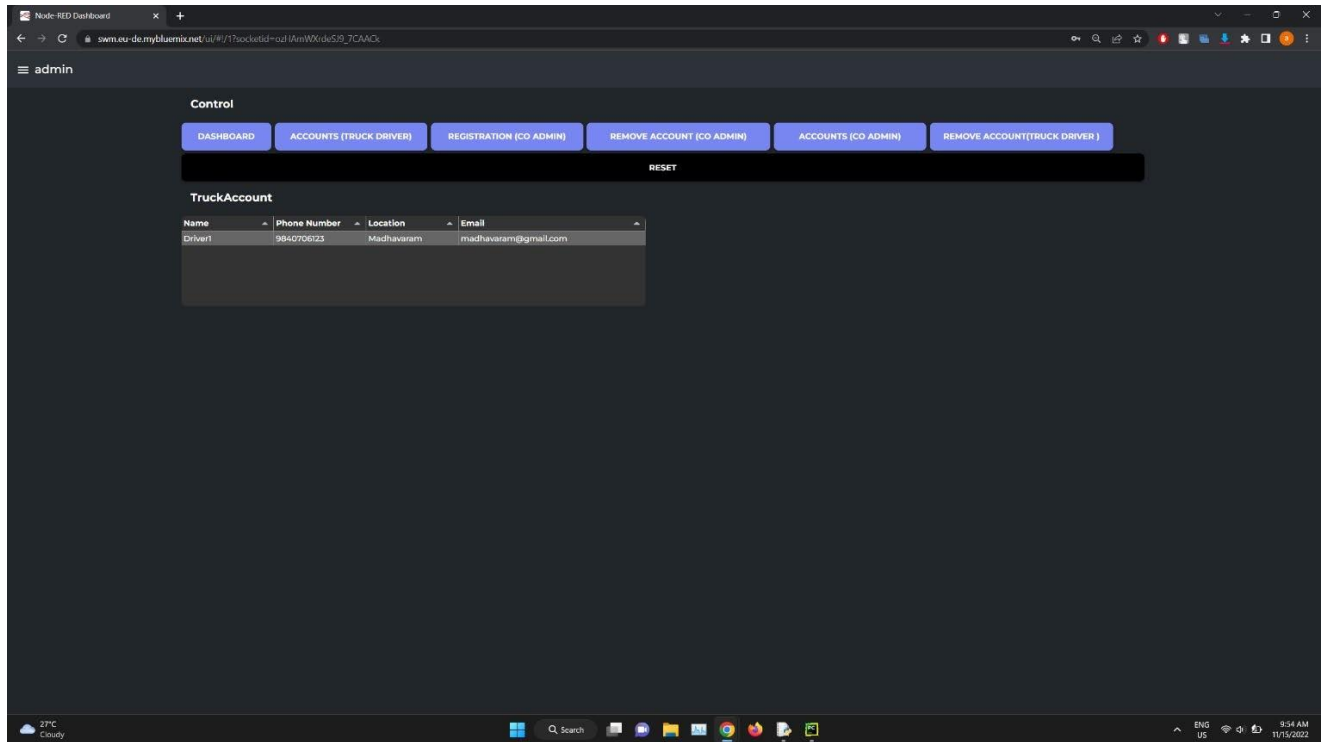 Node-RED Dashboard
swm.eu-de.mybluemix.net/ui/#!/1?socketid=
admin
Control
DASHBOARD ACCOUNTS (TRUCK DRIVER) REGISTRATION (CO ADMIN) REMOVE ACCOUNT (CO ADMIN) ACCOUNTS (CO ADMIN) REMOVE ACCOUNT(TRUCK DRIVER )
RESET
TruckAccount
Name Phone Number Location Email
Driver1 9840706123 Madhavaram madhavaram@gmail.com
27°C
Cloudy
Search
ENG
US
9:54 AM
11/15/2022